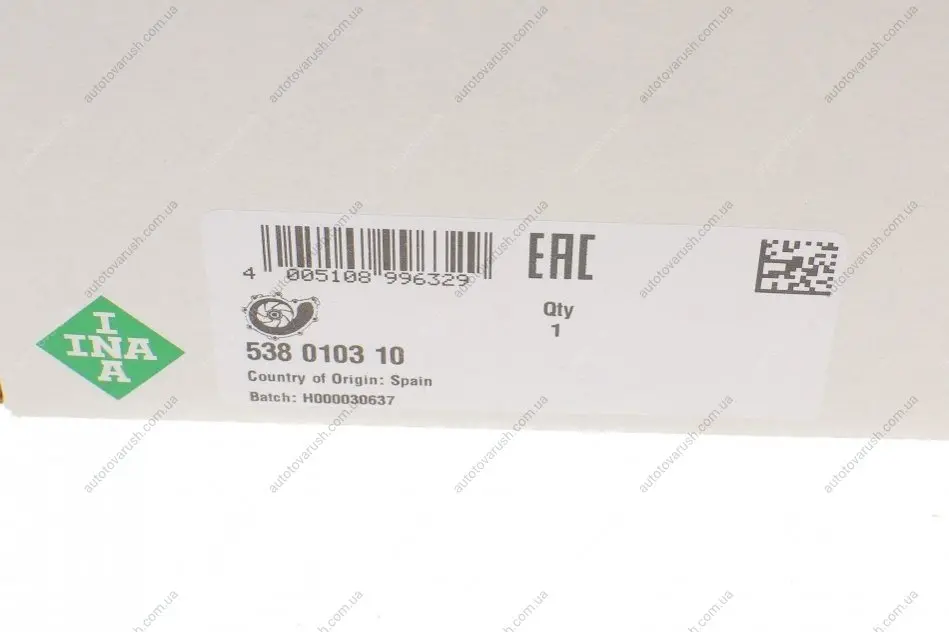 4 005108 996329
EAC
Qty
1
538 0103 10
Country of Origin: Spain
Batch: H000030637
INA
INA
autotovarush.com.ua